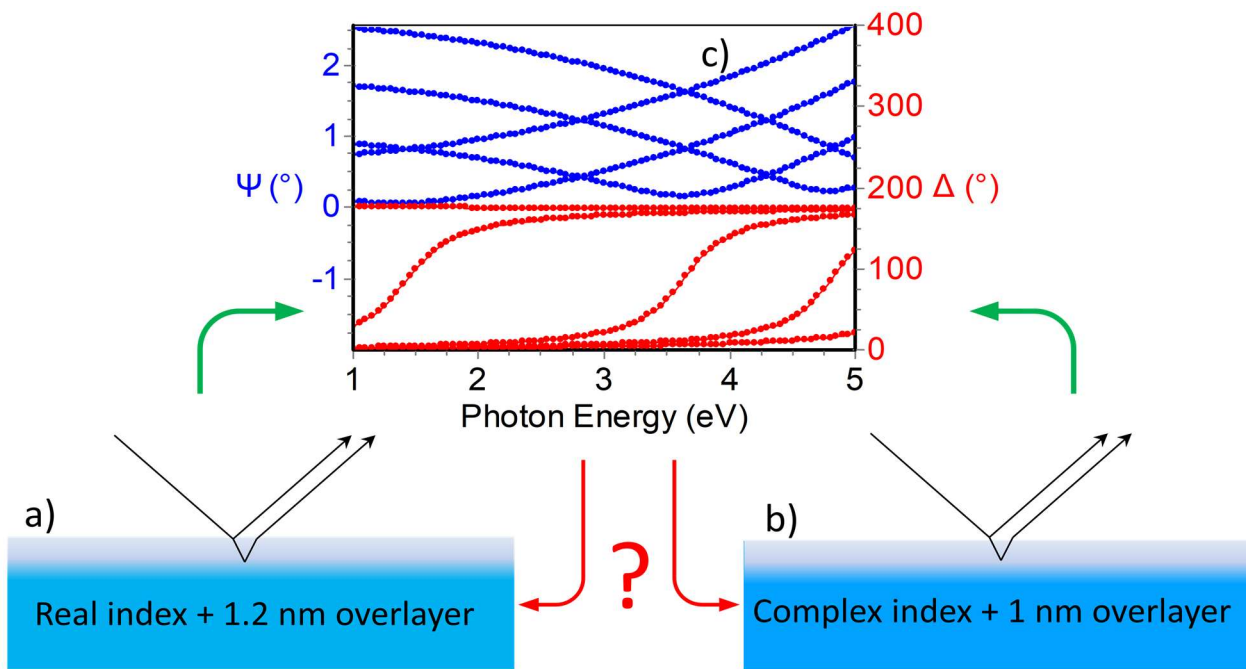 c)
2
1
0
-1
Ψ (°)
400
300
200
100
0
Δ (°)
1 2 3 4 5
Photon Energy (eV)
a)
Real index + 1.2 nm overlayer
?
b)
Complex index + 1 nm overlayer